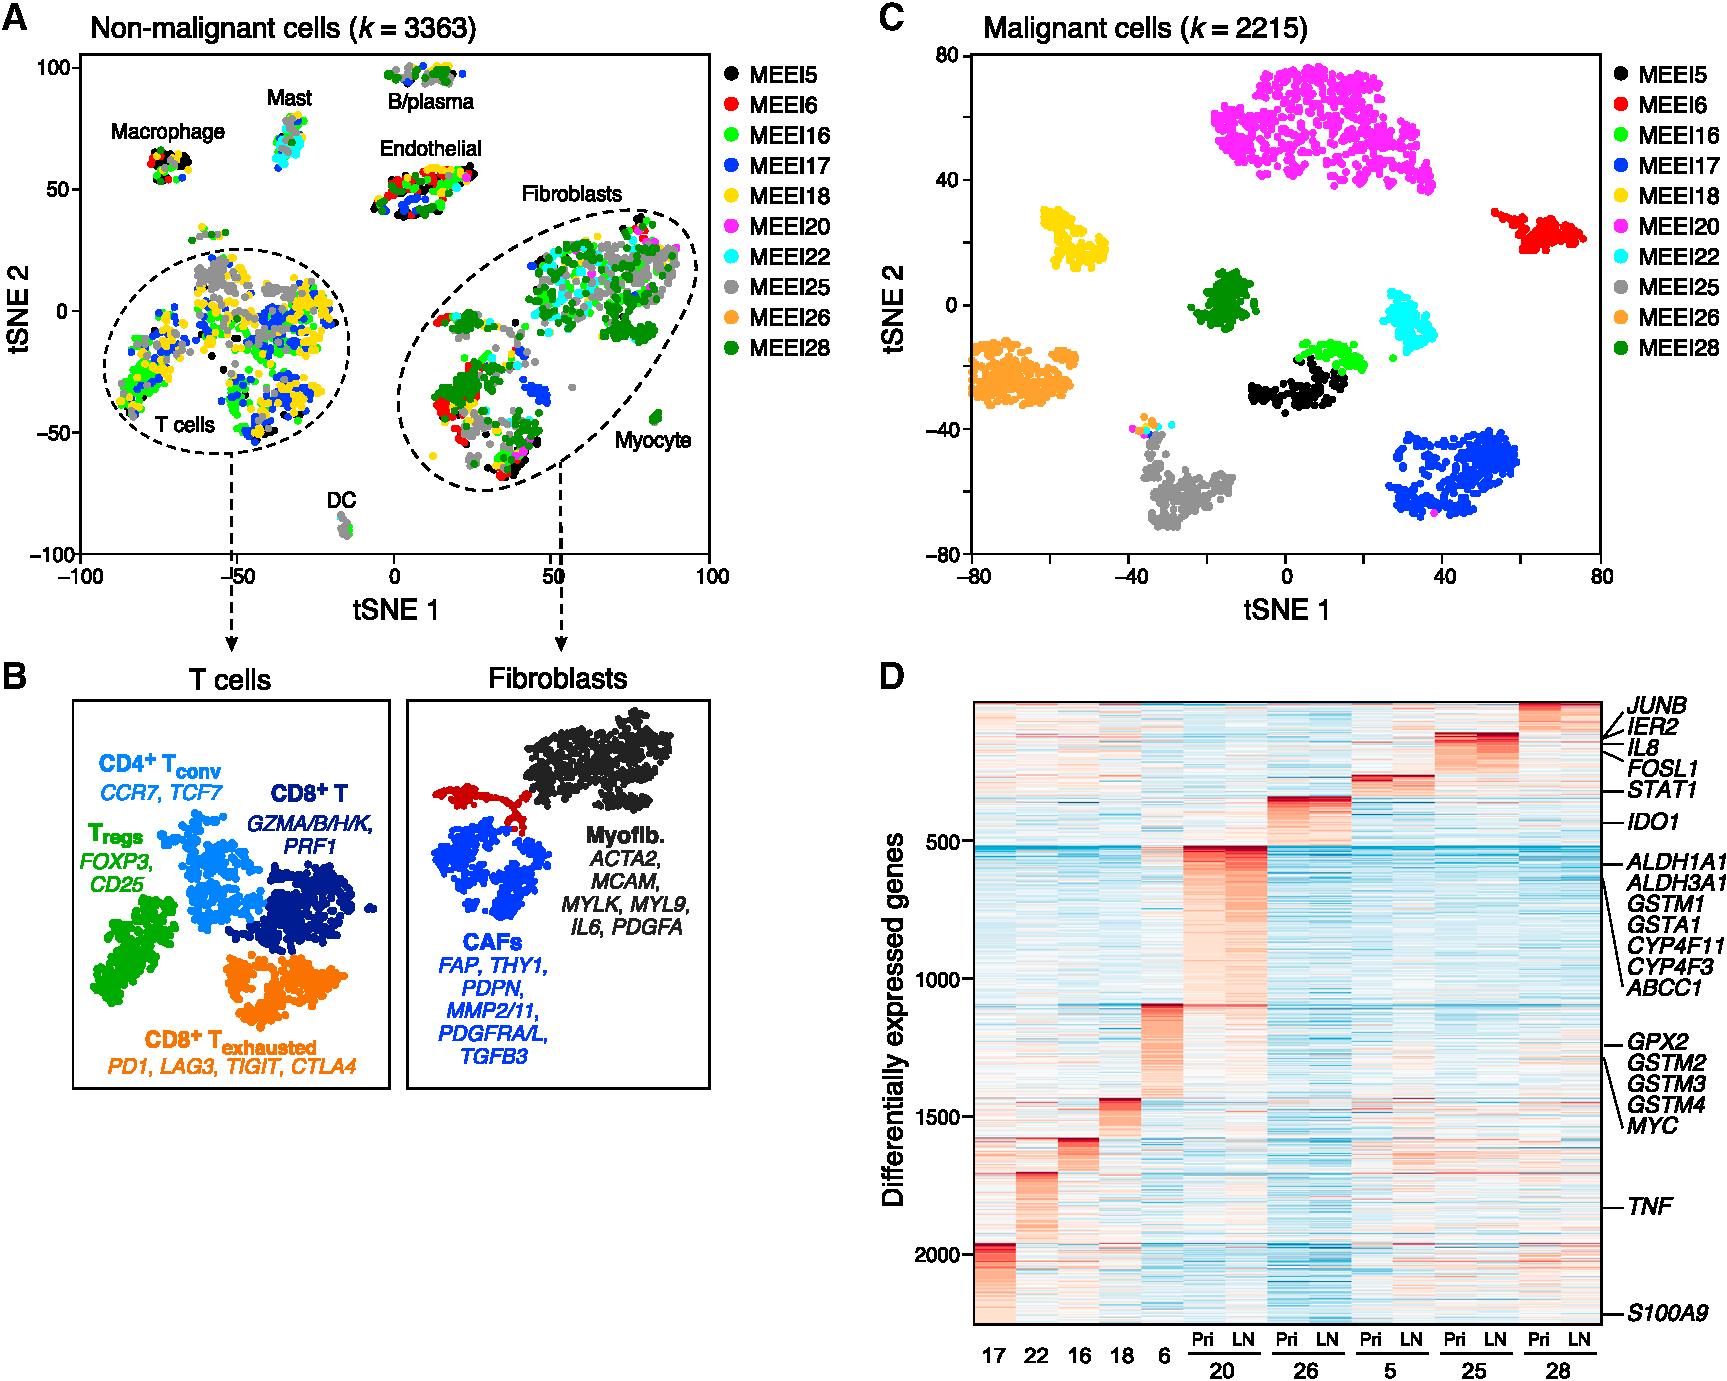 A
Non-malignant cells (k = 3363)
100
50
0
−50
−100
tSNE 2
Macrophage
Mast
B/plasma
Endothelial
Fibroblasts
T cells
Myocyte
DC
−100
−50
0
50
100
tSNE 1
MEEI5
MEEI6
MEEI16
MEEI17
MEEI18
MEEI20
MEEI22
MEEI25
MEEI26
MEEI28
C
Malignant cells (k = 2215)
80
40
0
−40
−80
tSNE 2
−80
−40
0
40
80
tSNE 1
MEEI5
MEEI6
MEEI16
MEEI17
MEEI18
MEEI20
MEEI22
MEEI25
MEEI26
MEEI28
B
T cells
CD4+ Tconv
CCR7, TCF7
CD8+ T
GZMA/B/H/K,
PRF1
Tregs
FOXP3,
CD25
CD8+ Texhausted
PD1, LAG3, TIGIT, CTLA4
Fibroblasts
Myofib.
ACTA2,
MCAM,
MYLK, MYL9,
IL6, PDGFA
CAFs
FAP, THY1,
PDPN,
MMP2/11,
PDGFRA/L,
TGFB3
D
Differentially expressed genes
500
1000
1500
2000
JUNB
IER2
IL8
FOSL1
STAT1
IDO1
ALDH1A1
ALDH3A1
GSTM1
GSTA1
CYP4F11
CYP4F3
ABCC1
GPX2
GSTM2
GSTM3
GSTM4
MYC
TNF
S100A9
Pri LN Pri LN Pri LN Pri LN Pri LN
17 22 16 18 6 20 26 5 25 28